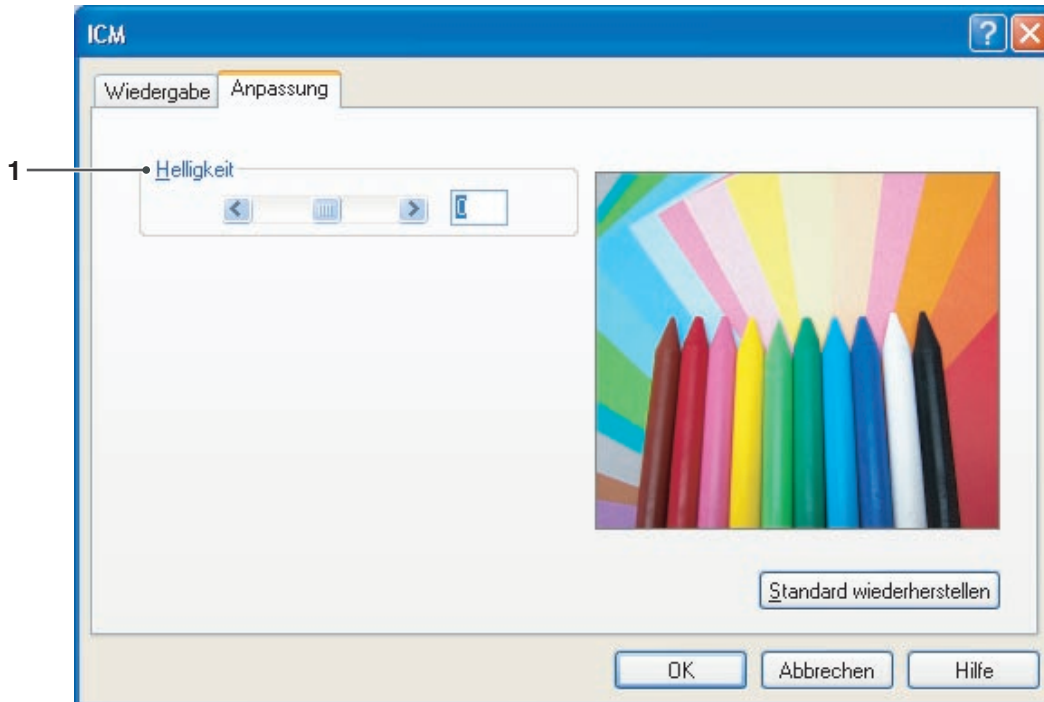 ICM
?
Wiedergabe Anpassung
1
Helligkeit
0
Standard wiederherstellen
OK Abbrechen Hilfe